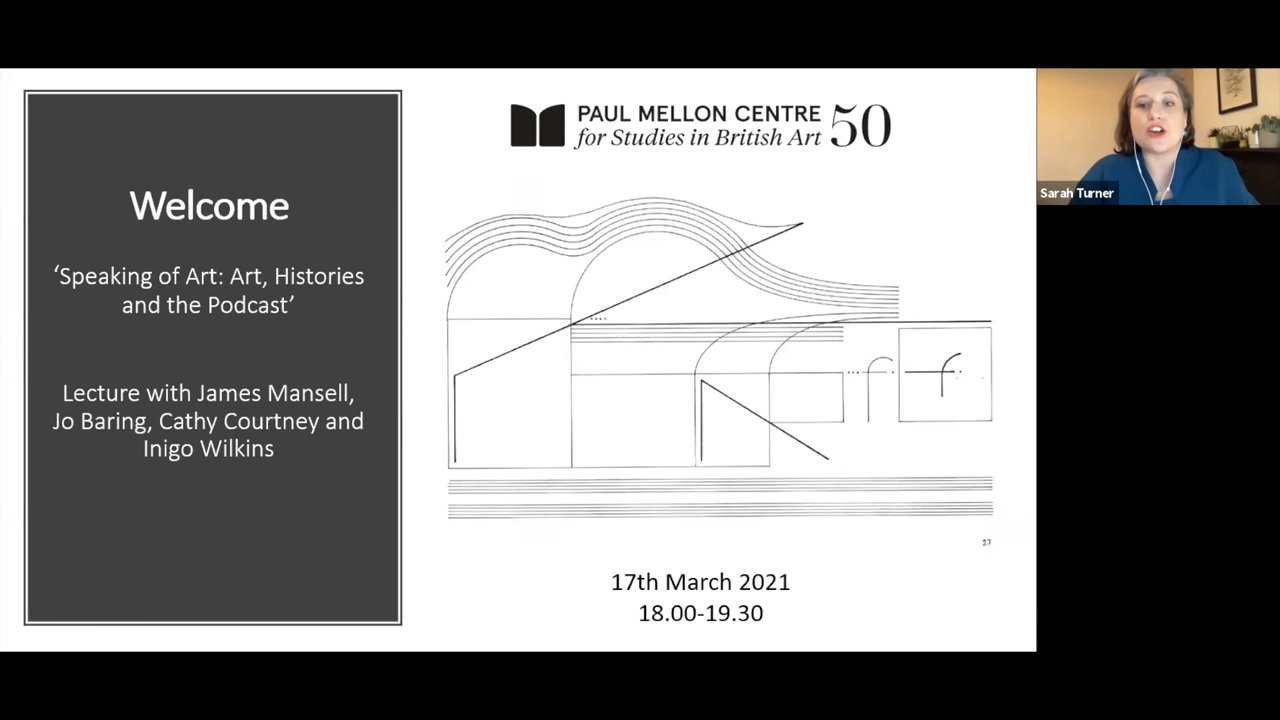 Welcome
‘Speaking of Art: Art, Histories
and the Podcast’
Lecture with James Mansell,
Jo Baring, Cathy Courtney and
Inigo Wilkins
PAUL MELLON CENTRE
for Studies in British Art 50
27
17th March 2021
18.00-19.30
Sarah Turner